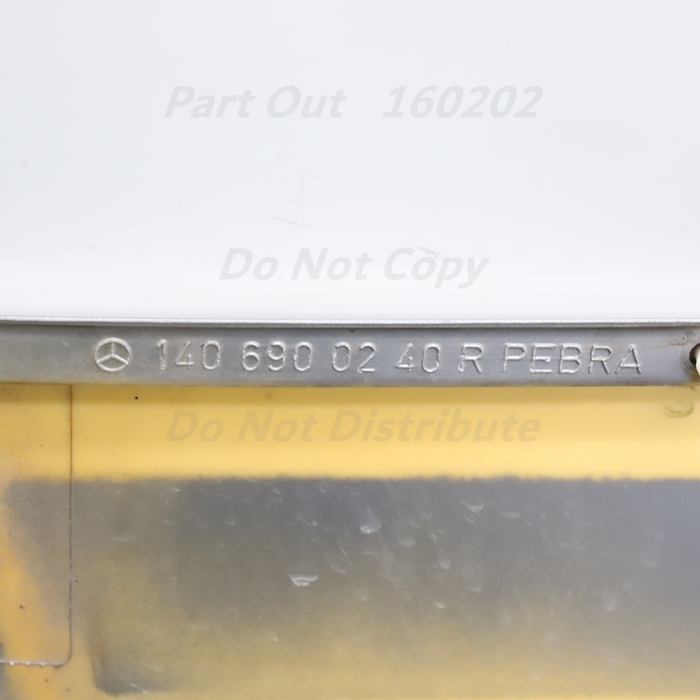 Part Out 160202
Do Not Copy
140 690 02 40 R PEBRA
Do Not Distribute